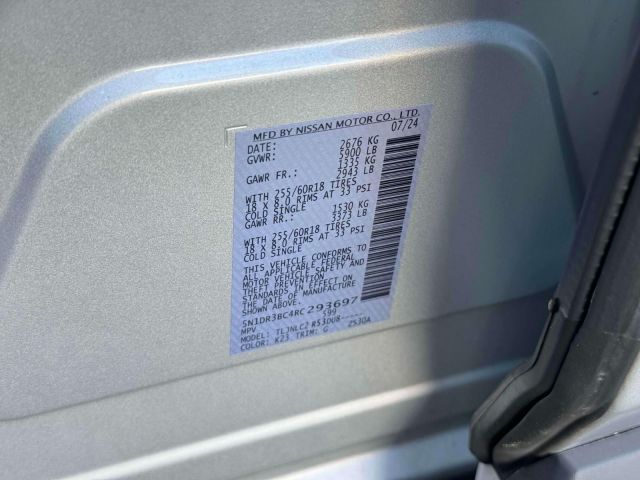 MFD BY NISSAN MOTOR CO., LTD.
DATE: 07/24
GVWR: 2676 KG
5900 LB
GAWR FR.: 1335 KG
2943 LB
WITH 255/60R18 TIRES
18 X 8.0 RIMS AT 33 PSI
COLD SINGLE
GAWR RR.: 1530 KG
3373 LB
WITH 255/60R18 TIRES
18 X 8.0 RIMS AT 33 PSI
COLD SINGLE
THIS VEHICLE CONFORMS TO
ALL APPLICABLE FEDERAL
MOTOR VEHICLE SAFETY AND
THEFT PREVENTION
STANDARDS IN EFFECT ON
THE DATE OF MANUFACTURE
SHOWN ABOVE.
5N1DR3BC4RC293697
MPV 599
MODEL: TLJNLC2 R53DU8-----
COLOR: K23 TRIM: G 2530A